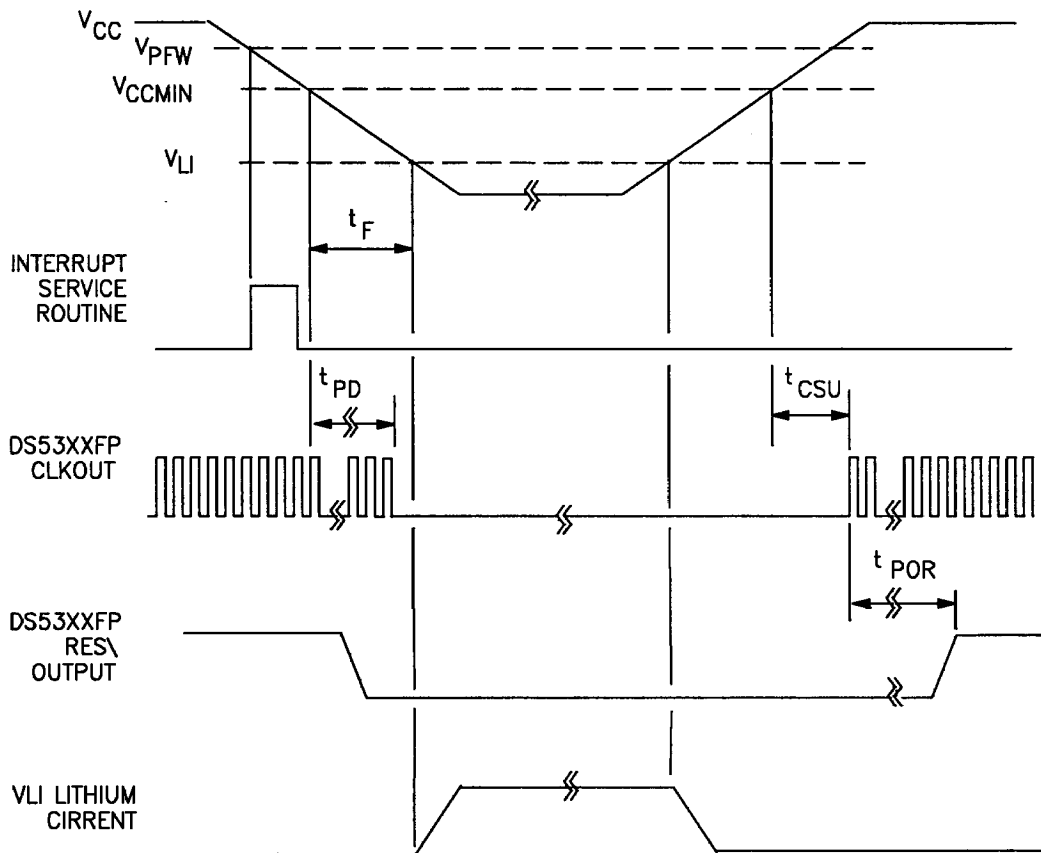 VCC
VPFW
VCCMIN
VLI
tF
INTERRUPT
SERVICE
ROUTINE
tPD
tCSU
DS53XXFP
CLKOUT
tPOR
DS53XXFP
RES\
OUTPUT
VLI LITHIUM
CIRRENT